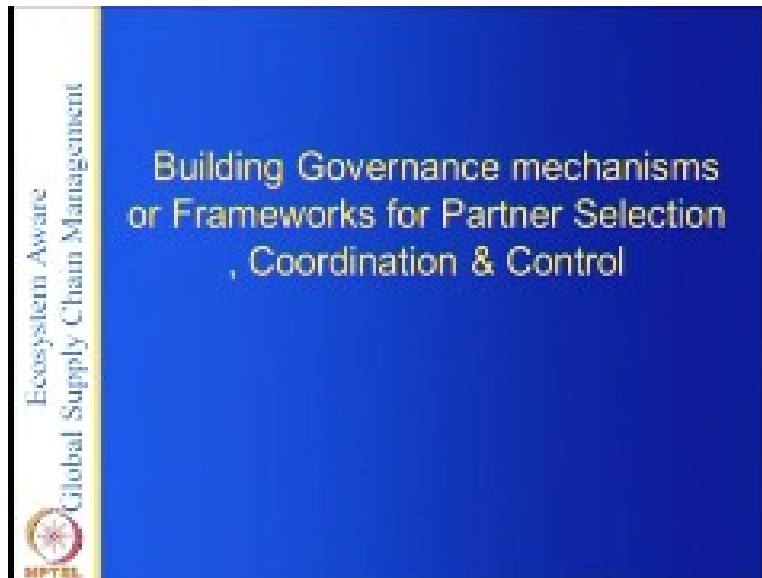 Building Governance mechanisms
or Frameworks for Partner Selection
, Coordination & Control
Ecosystem Aware
Global Supply Chain Management
NPTEL